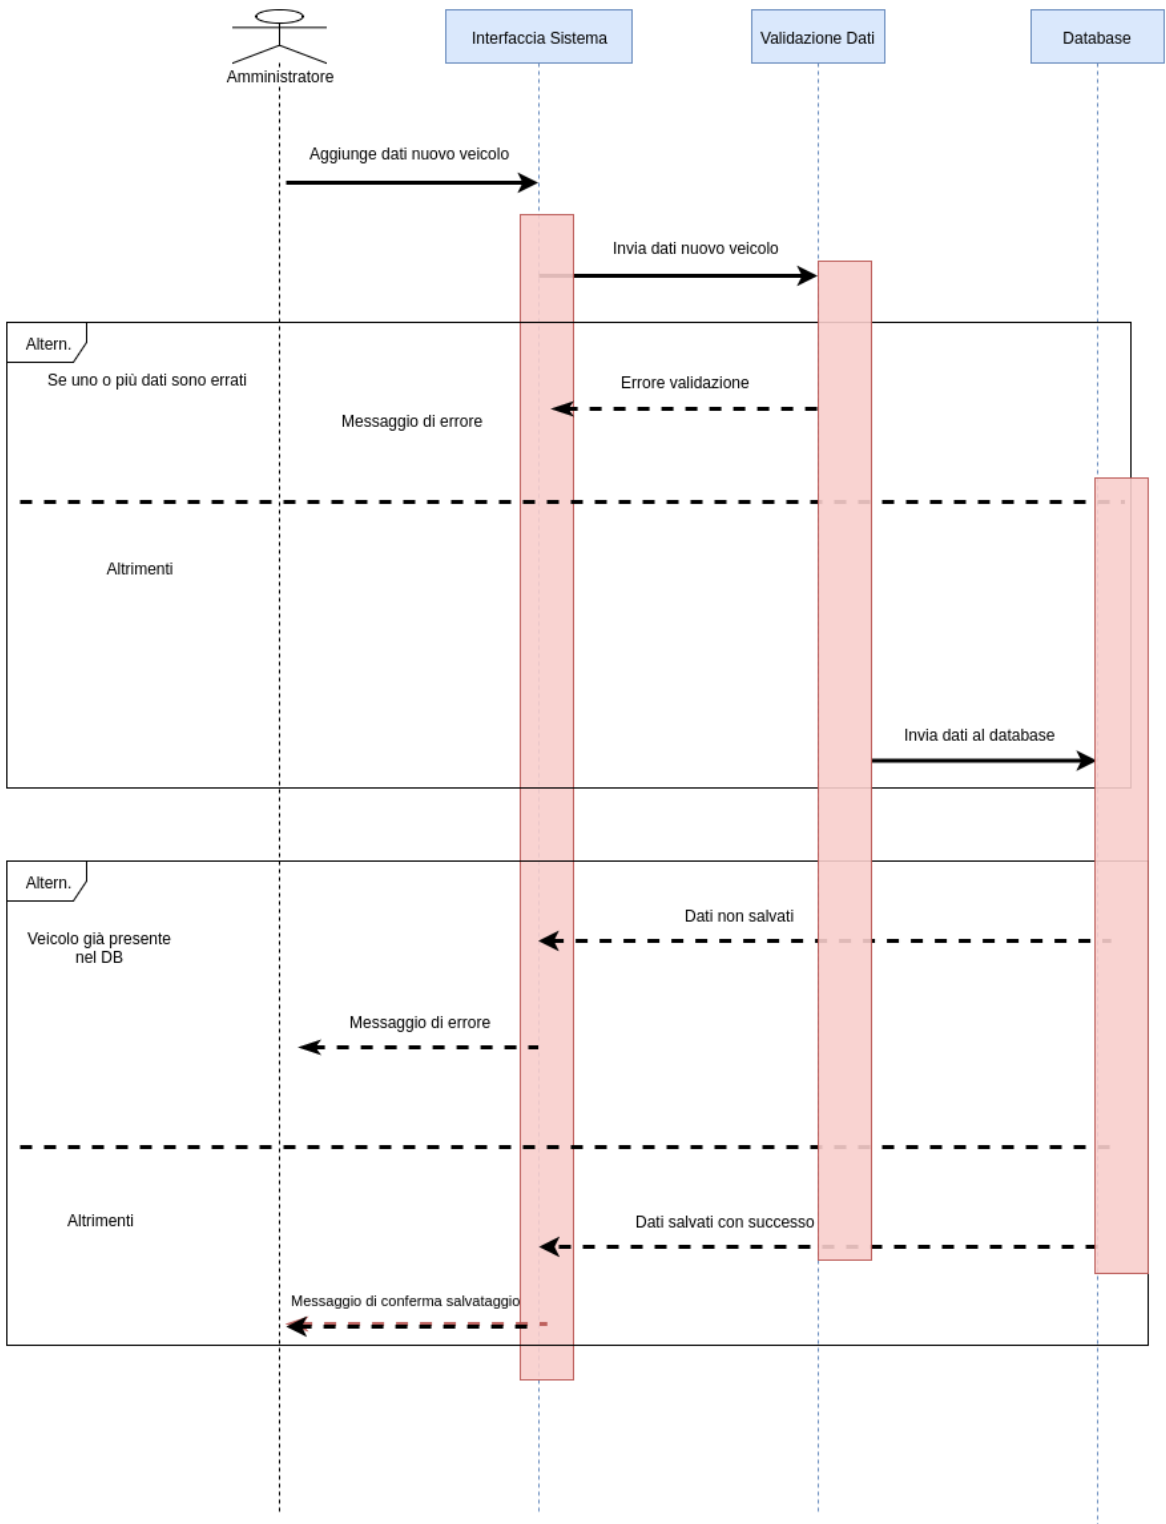 Amministratore
Interfaccia Sistema
Validazione Dati
Database
Aggiunge dati nuovo veicolo
Invia dati nuovo veicolo
Altern.
Se uno o più dati sono errati
Errore validazione
Messaggio di errore
Altrimenti
Invia dati al database
Altern.
Veicolo già presente
nel DB
Dati non salvati
Messaggio di errore
Altrimenti
Dati salvati con successo
Messaggio di conferma salvataggio